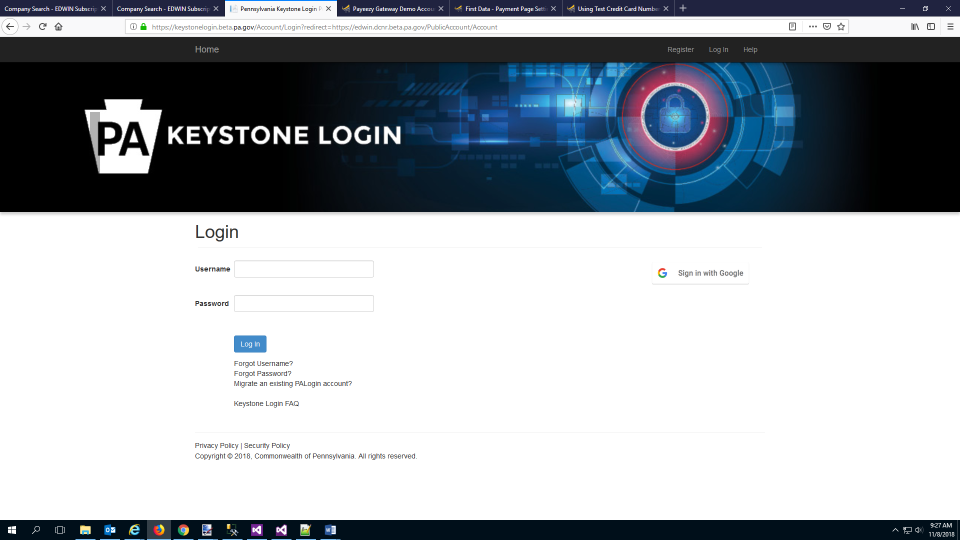 Company Search - EDWIN Subscrip
Company Search - EDWIN Subscrip
Pennsylvania Keystone Login P
Payeezy Gateway Demo Accou
First Data - Payment Page Setti
Using Test Credit Card Number
https://keystonelogin.beta.pa.gov/Account/Login?redirect=https://edwin.dcnr.beta.pa.gov/PublicAccount/Account
Home
Register
Log In
Help
PA KEYSTONE LOGIN
Login
Username
Sign in with Google
Password
Log In
Forgot Username?
Forgot Password?
Migrate an existing PALogin account?
Keystone Login FAQ
Privacy Policy | Security Policy
Copyright © 2018, Commonwealth of Pennsylvania. All rights reserved.
9:27 AM
11/8/2018